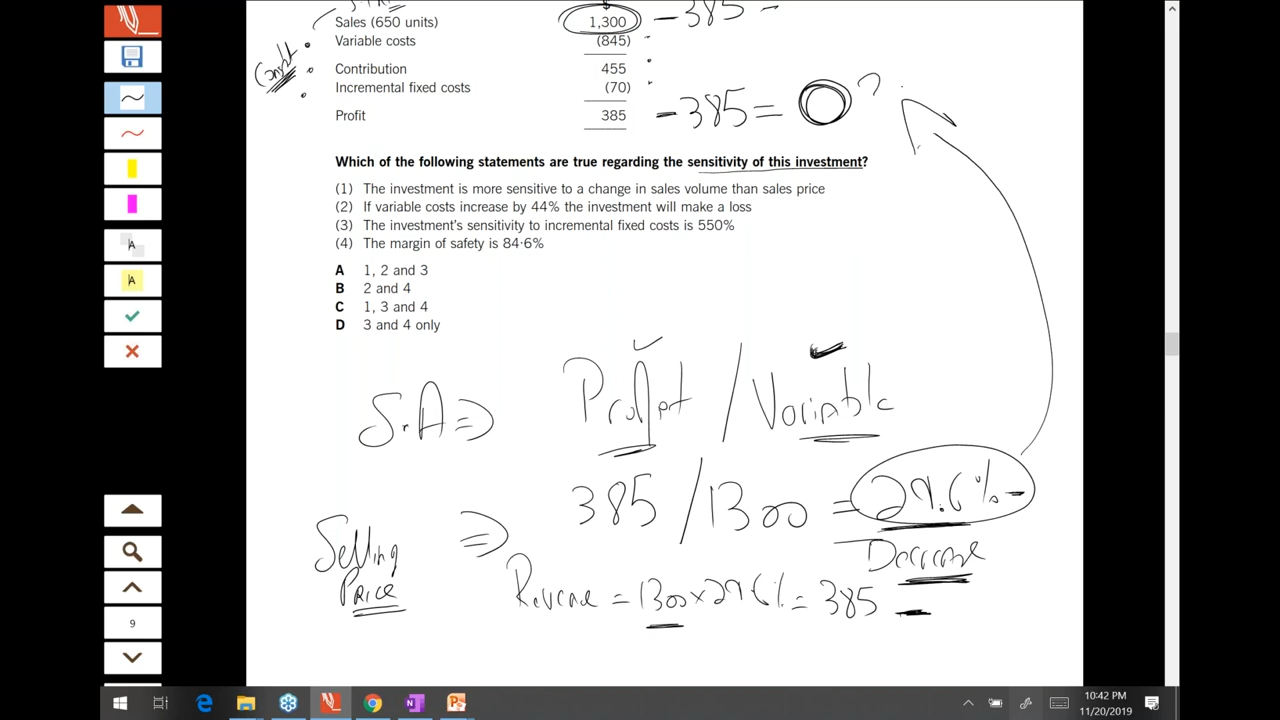 $
Sales (650 units) 1,300 - 385 -
Variable costs (845)
Const
Contribution 455
Incremental fixed costs (70)
Profit 385 - 385 = 0 ?
Which of the following statements are true regarding the sensitivity of this investment?
(1) The investment is more sensitive to a change in sales volume than sales price
(2) If variable costs increase by 44% the investment will make a loss
(3) The investment's sensitivity to incremental fixed costs is 550%
(4) The margin of safety is 84·6%
A 1, 2 and 3
B 2 and 4
C 1, 3 and 4
D 3 and 4 only
S.A => Profit / Variable
385 / 1300 = 29.6%
Decrease
Selling Price =>
Revenue = 1300 x 29.6% = 385
A
A
9
10:42 PM
11/20/2019